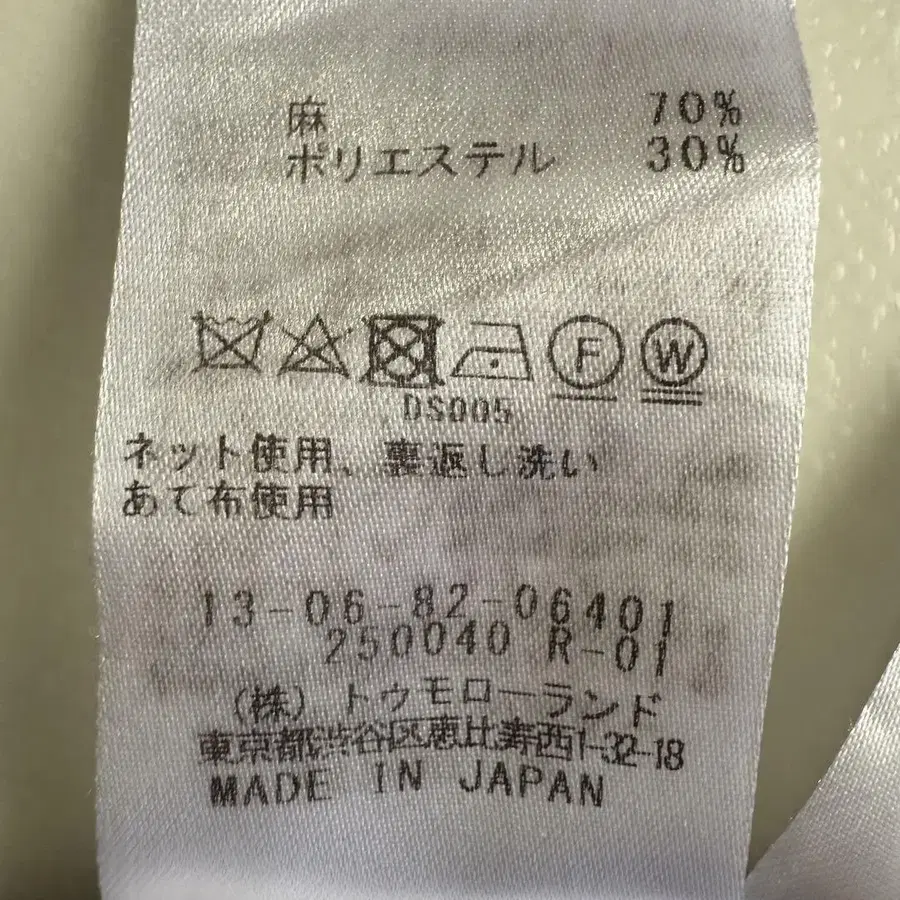 麻 70%
ポリエステル 30%
F W
DS005
ネット使用、裏返し洗い
あて布使用
13-06-82-06401
250040 R-01
(株)トゥモローランド
東京都渋谷区恵比寿西1-32-18
MADE IN JAPAN